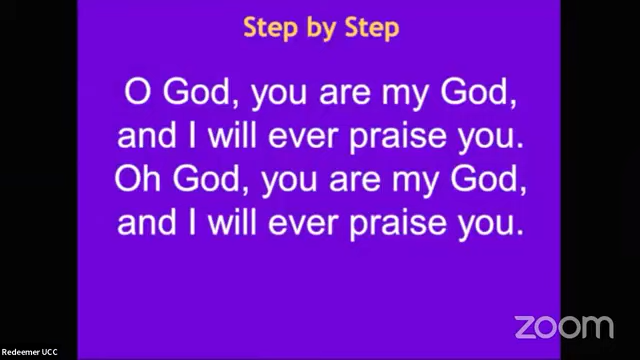 Step by Step
O God, you are my God,
and I will ever praise you.
Oh God, you are my God,
and I will ever praise you.
zoom
Redeemer UCC